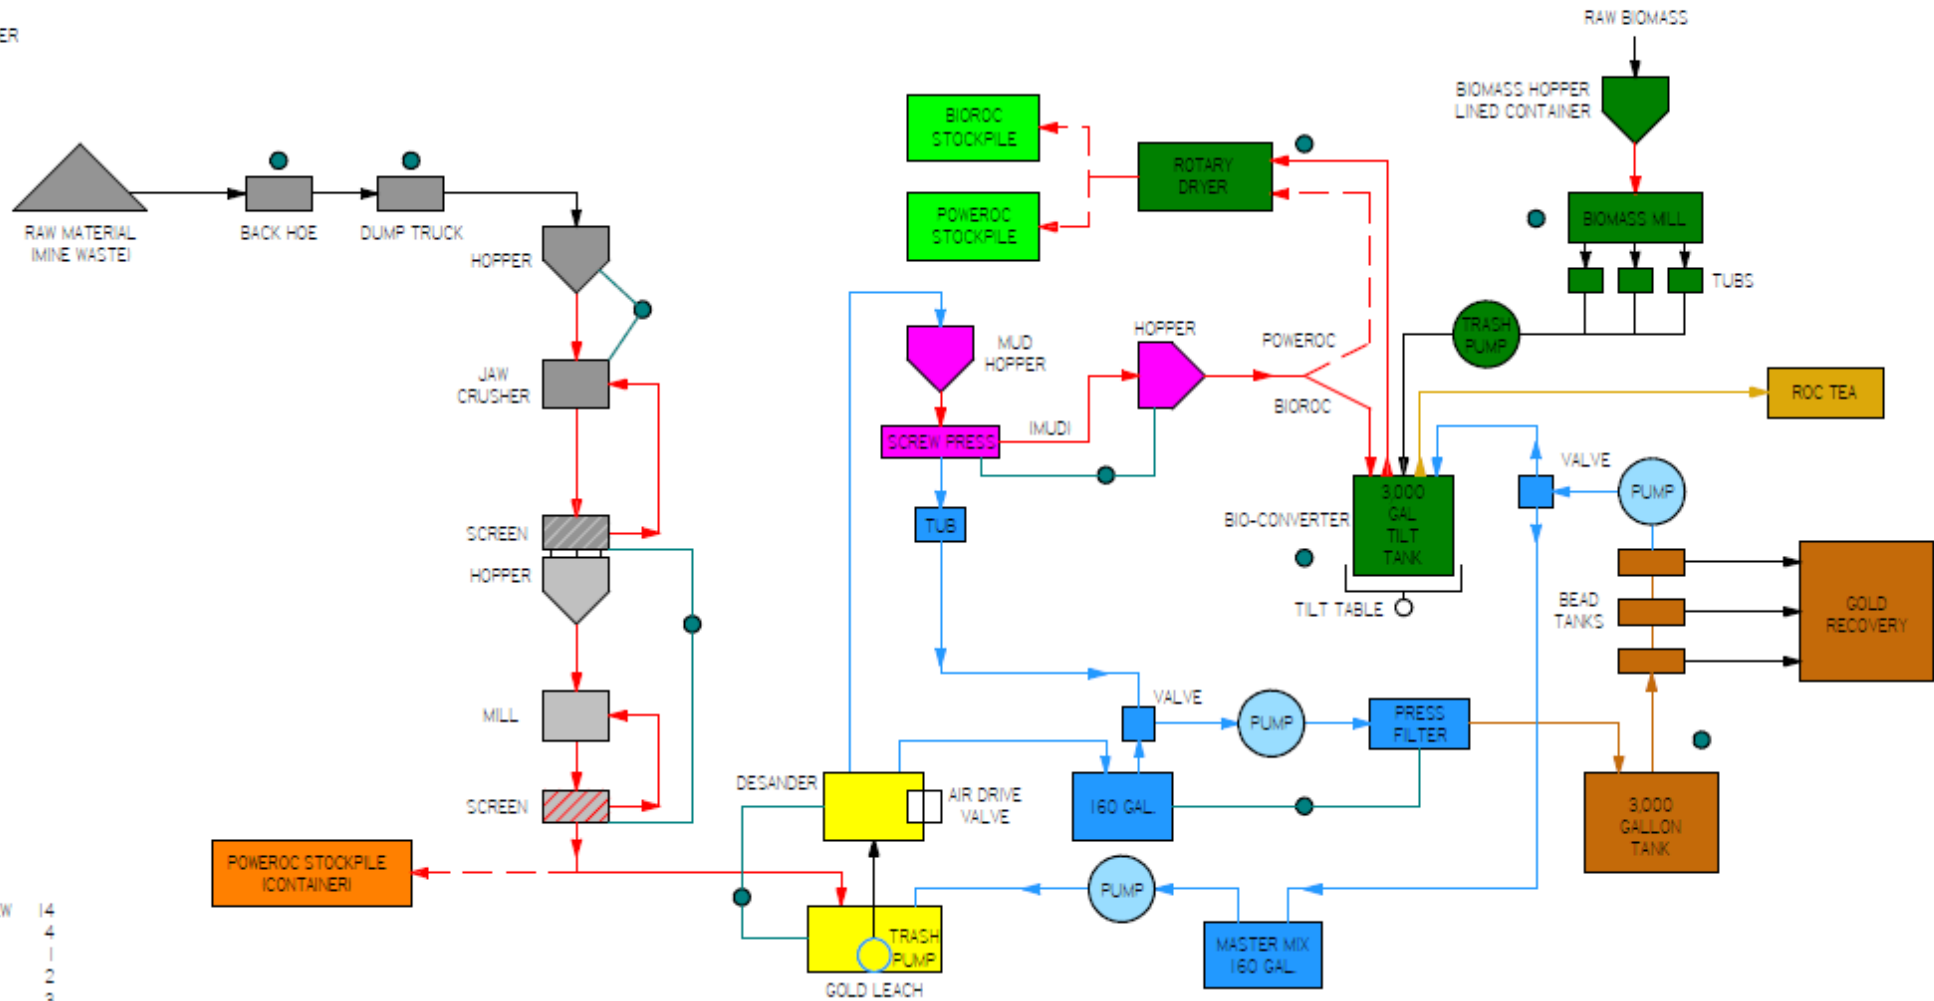 ER
RAW BIOMASS
BIOMASS HOPPER
LINED CONTAINER
BIOROC
STOCKPILE
ROTARY
DRYER
POWEROC
STOCKPILE
BIOMASS MILL
TUBS
TRASH
PUMP
RAW MATERIAL
(MINE WASTE)
BACK HOE
DUMP TRUCK
HOPPER
JAW
CRUSHER
MUD
HOPPER
HOPPER
POWEROC
BIOROC
SCREW PRESS
(MUD)
ROC TEA
TUB
BIO-CONVERTER
3,000
GAL
TILT
TANK
TILT TABLE
VALVE
PUMP
BEAD
TANKS
GOLD
RECOVERY
SCREEN
HOPPER
MILL
SCREEN
VALVE
PUMP
PRESS
FILTER
DESANDER
AIR DRIVE
VALVE
160 GAL.
3,000
GALLON
TANK
POWEROC STOCKPILE
(CONTAINER)
TRASH
PUMP
GOLD LEACH
PUMP
MASTER MIX
160 GAL.
W 14
4
1
2
3